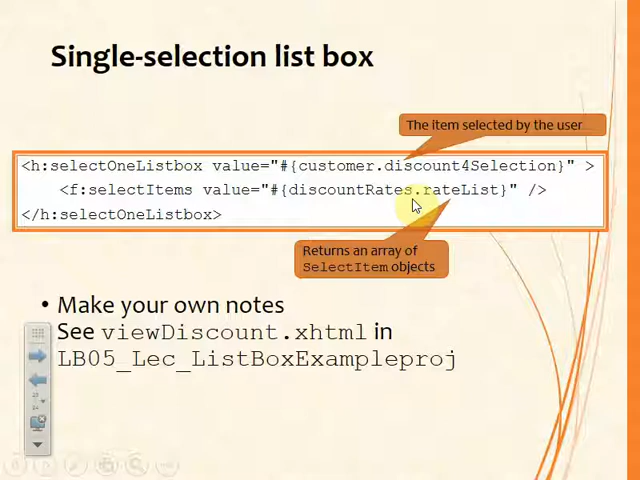 Single-selection list box
The item selected by the user
<h:selectOneListbox value="#{customer.discount4Selection}" >
<f:selectItems value="#{discountRates.rateList}" />
</h:selectOneListbox>
Returns an array of
SelectItem objects
• Make your own notes
See viewDiscount.xhtml in
LB05_Lec_ListBoxExampleproj